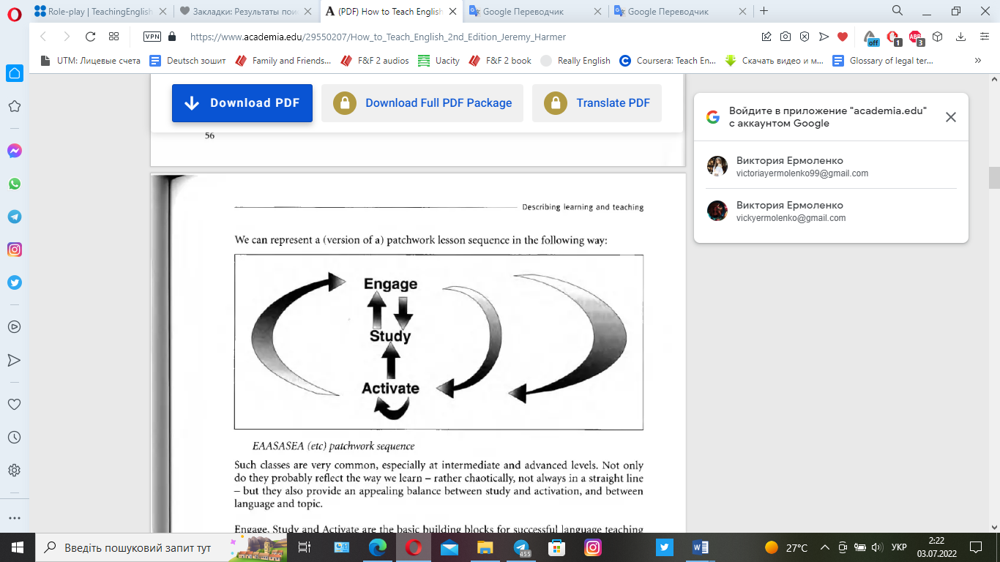 Role-play | TeachingEnglish
Закладки: Результаты пои
(PDF) How to Teach English
Google Переводчик
Google Переводчик
VPN
https://www.academia.edu/29550207/How_to_Teach_English_2nd_Edition_Jeremy_Harmer
off
1
ABP
3
UTM: Лицевые счета
Deutsch зошит
Family and Friends...
F&F 2 audios
Uacity
F&F 2 book
Really English
Coursera: Teach En...
Скачать видео и м...
Glossary of legal ter...
»
Download PDF
Download Full PDF Package
Translate PDF
56
Войдите в приложение "academia.edu"
с аккаунтом Google
Виктория Ермоленко
victoriayermolenko99@gmail.com
Виктория Ермоленко
vickyermolenko@gmail.com
Describing learning and teaching
We can represent a (version of a) patchwork lesson sequence in the following way:
Engage
Study
Activate
EAASASEA (etc) patchwork sequence
Such classes are very common, especially at intermediate and advanced levels. Not only
do they probably reflect the way we learn – rather chaotically, not always in a straight line
– but they also provide an appealing balance between study and activation, and between
language and topic.
Engage, Study and Activate are the basic building blocks for successful language teaching
Введіть пошуковий запит тут
455
27°C
УКР
2:22
03.07.2022